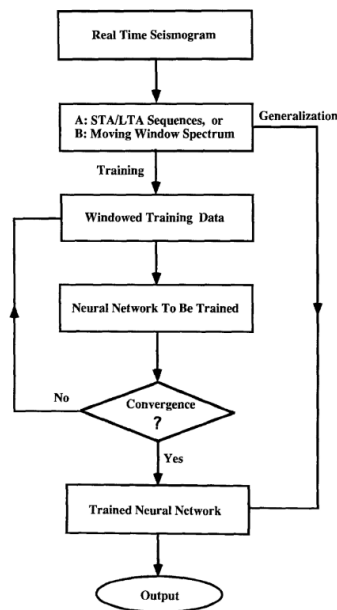 Real Time Seismogram
A: STA/LTA Sequences, or
B: Moving Window Spectrum
Generalization
Training
Windowed Training Data
Neural Network To Be Trained
No
Convergence
?
Yes
Trained Neural Network
Output